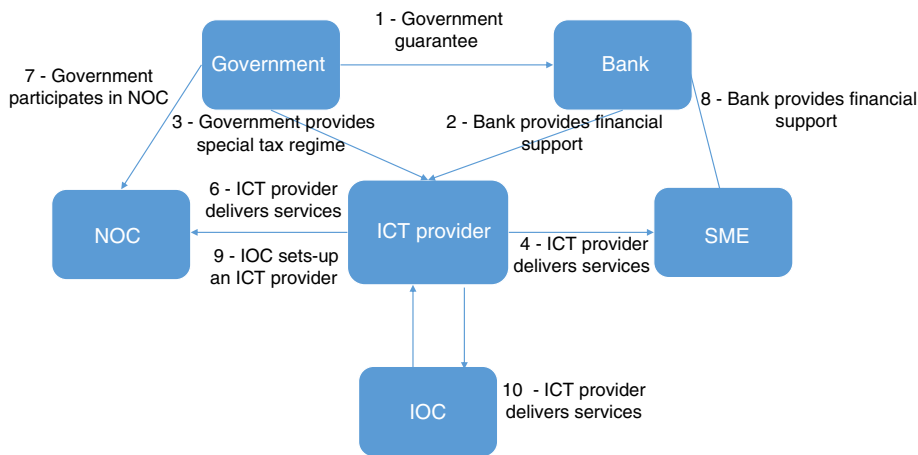 1 - Government
guarantee
Government
Bank
7 - Government
participates in NOC
8 - Bank provides financial
support
3 - Government provides
special tax regime
2 - Bank provides financial
support
6 - ICT provider
delivers services
NOC
ICT provider
SME
4 - ICT provider
delivers services
9 - IOC sets-up
an ICT provider
10 - ICT provider
delivers services
IOC